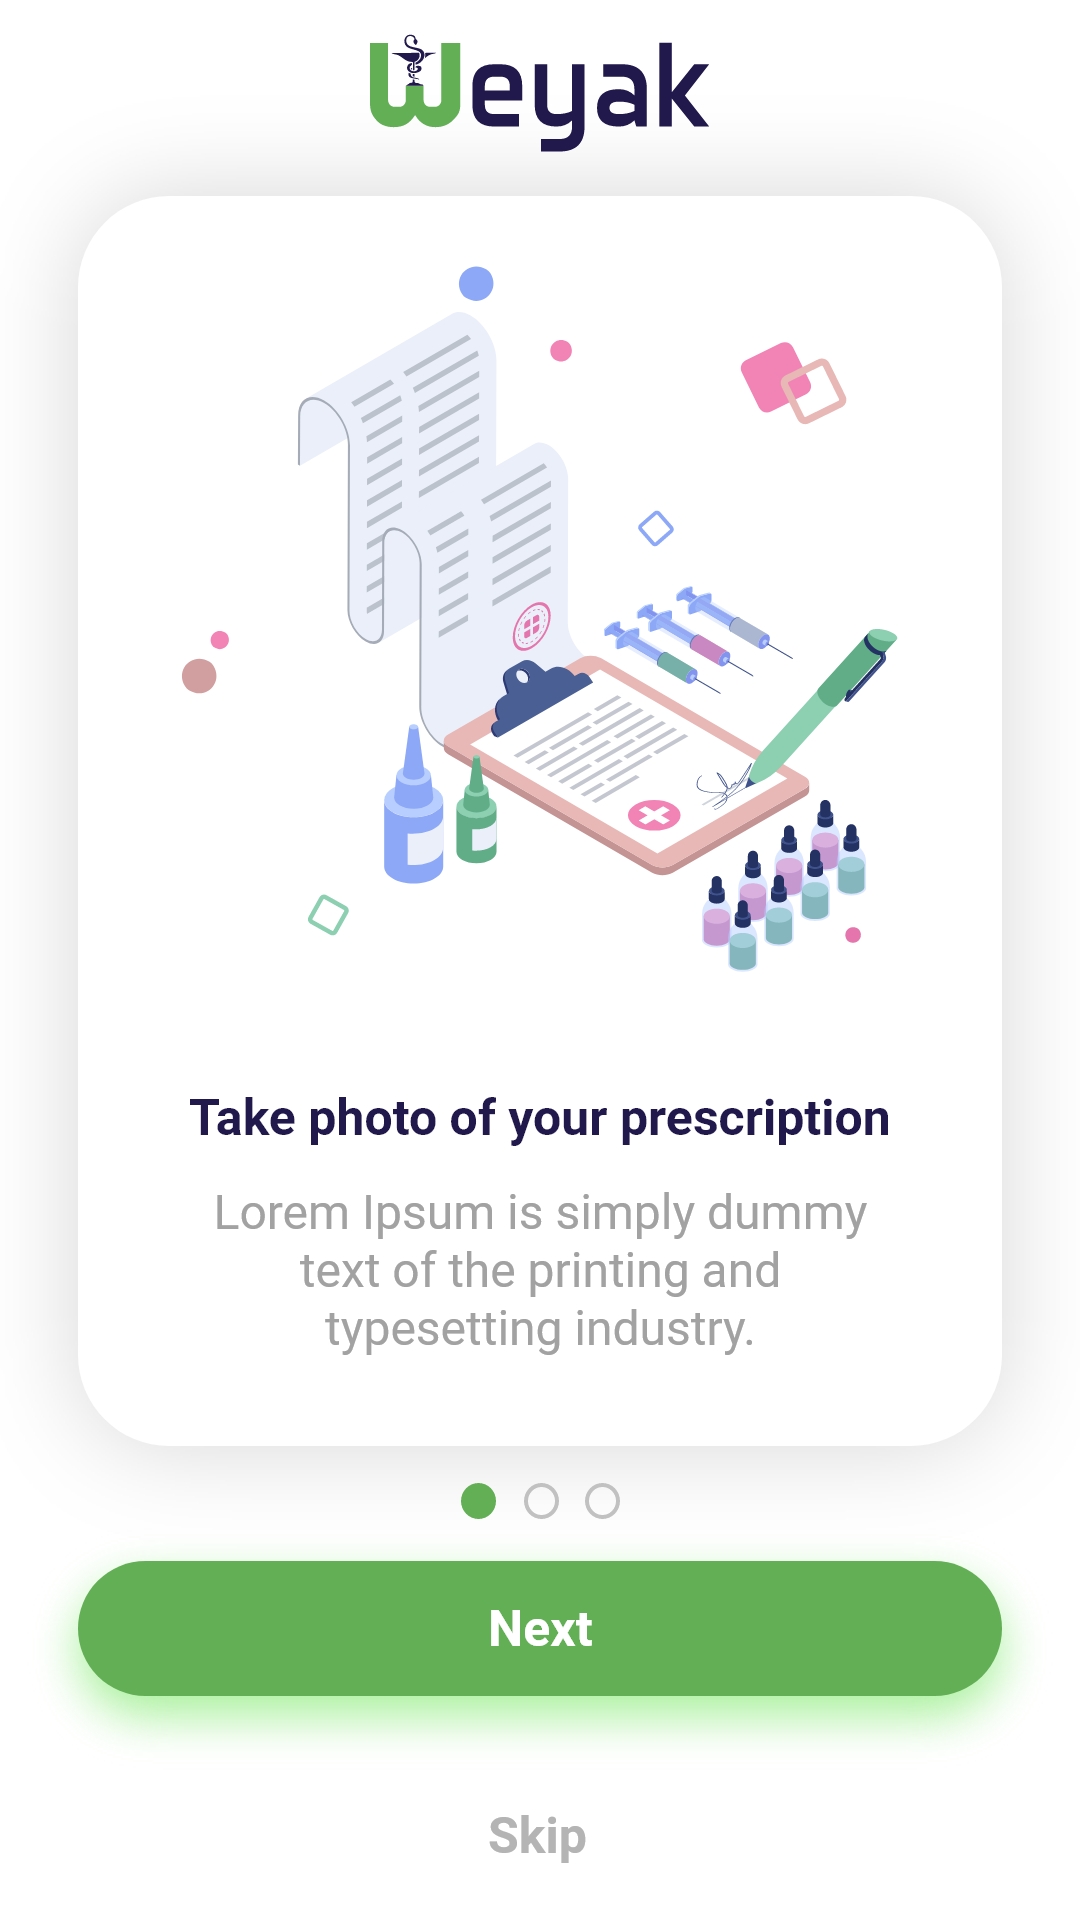 Weyak
Take photo of your prescription
Lorem Ipsum is simply dummy
text of the printing and
typesetting industry.
Next
Skip